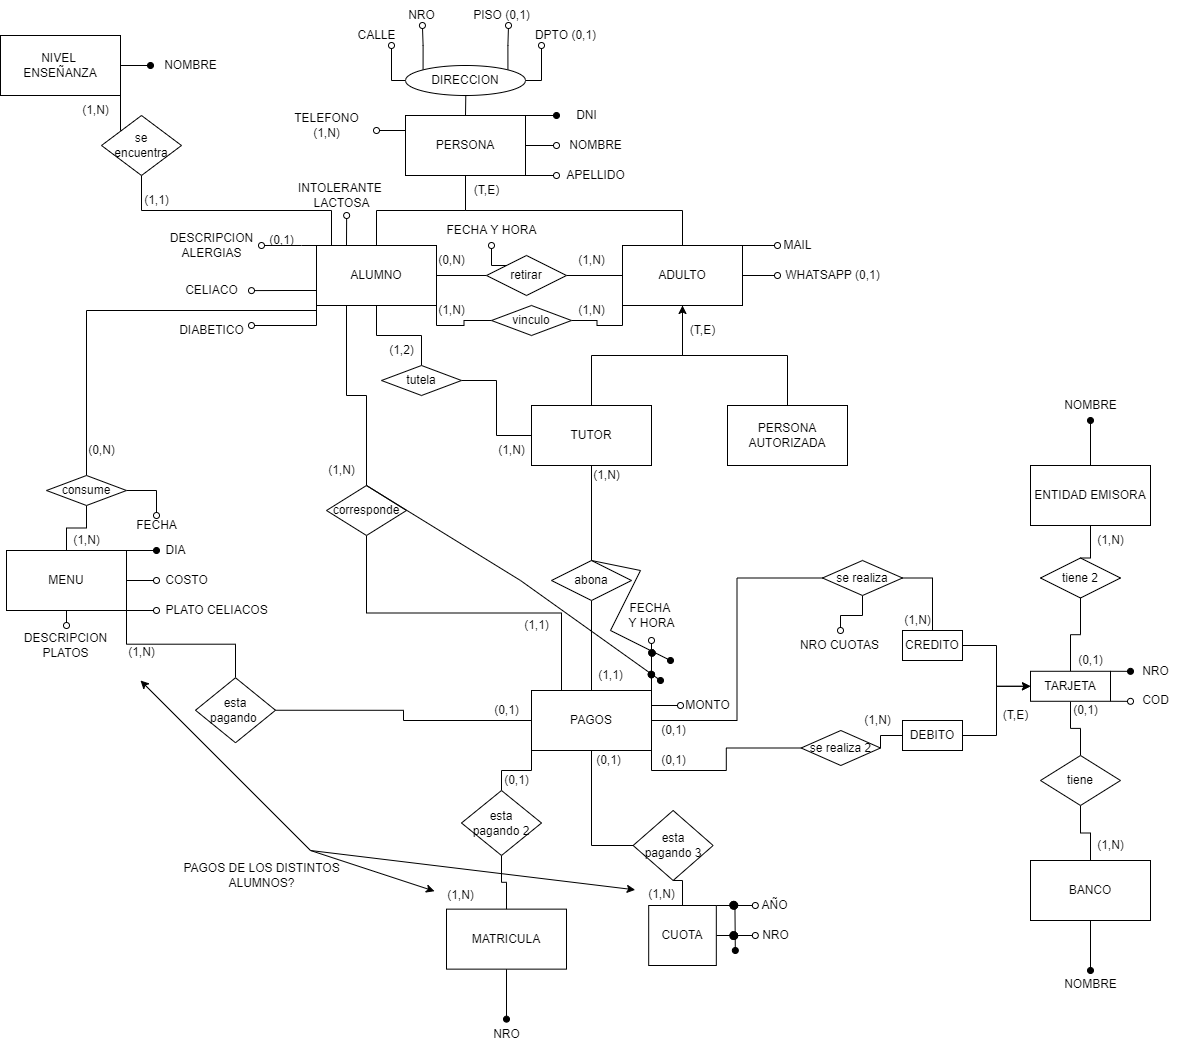 NRO
PISO (0,1)
CALLE
DPTO (0,1)
NIVEL
ENSEÑANZA
NOMBRE
DIRECCION
(1,N)
TELEFONO
(1,N)
DNI
se
encuentra
PERSONA
NOMBRE
APELLIDO
(T,E)
INTOLERANTE
LACTOSA
(1,1)
DESCRIPCION
ALERGIAS
(0,1)
FECHA Y HORA
MAIL
ALUMNO
(0,N)
retirar
(1,N)
ADULTO
WHATSAPP (0,1)
CELIACO
(1,N)
vinculo
(1,N)
DIABETICO
(T,E)
(1,2)
tutela
NOMBRE
TUTOR
PERSONA
AUTORIZADA
(0,N)
(1,N)
(1,N)
(1,N)
consume
ENTIDAD EMISORA
corresponde
FECHA
(1,N)
(1,N)
DIA
MENU
COSTO
abona
se realiza
tiene 2
PLATO CELIACOS
FECHA
Y HORA
DESCRIPCION
PLATOS
(1,N)
(1,1)
(1,N)
NRO CUOTAS
CREDITO
(0,1)
(1,1)
NRO
TARJETA
esta
pagando
(0,1)
PAGOS
MONTO
COD
(0,1)
(1,N)
(T,E)
(0,1)
DEBITO
se realiza 2
(0,1)
(0,1)
(0,1)
tiene
esta
pagando 2
esta
pagando 3
(1,N)
PAGOS DE LOS DISTINTOS
ALUMNOS?
(1,N)
(1,N)
BANCO
AÑO
MATRICULA
CUOTA
NRO
NOMBRE
NRO